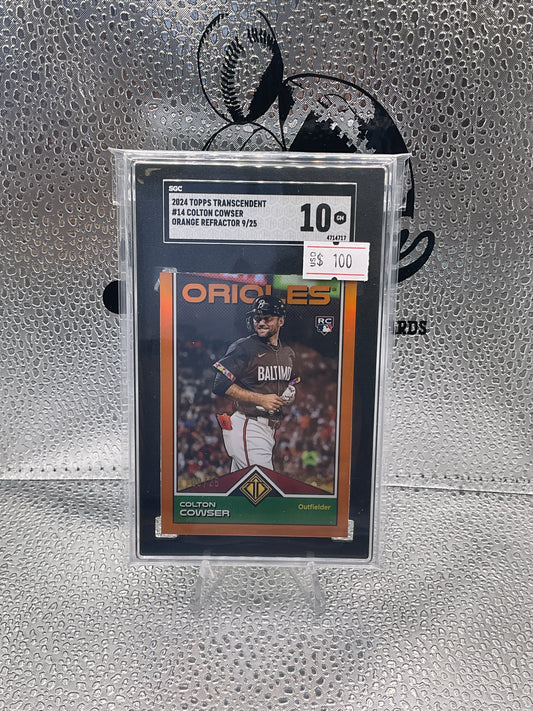 SGC
2024 TOPPS TRANSCENDENT
#14 COLTON COWSER
ORANGE REFRACTOR 9/25
10 GM
4714717
USD $ 100
ORIOLES
RC
BALTIMO
COLTON
COWSER
Outfielder
ARDS